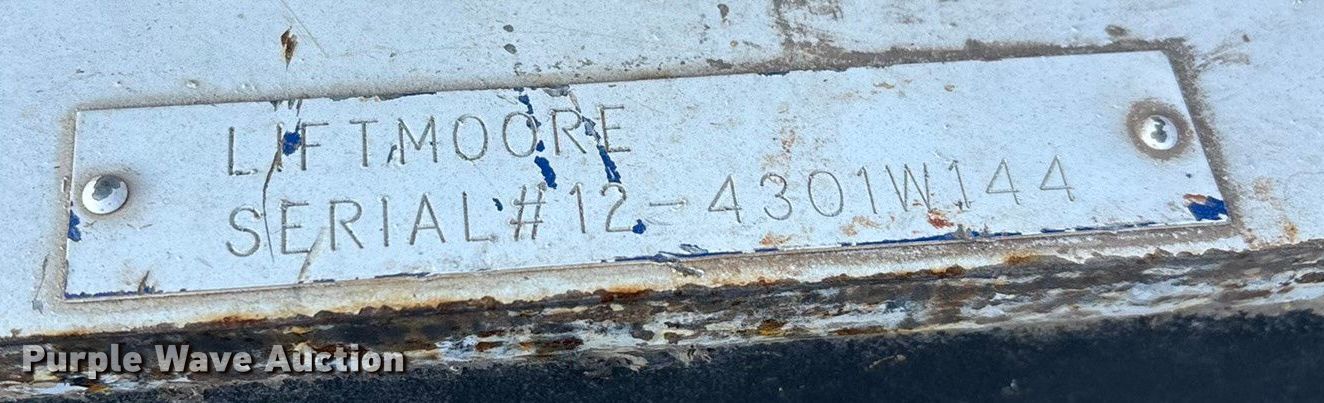 LIFTMOORE
SERIAL#12-4301W144
Purple Wave Auction